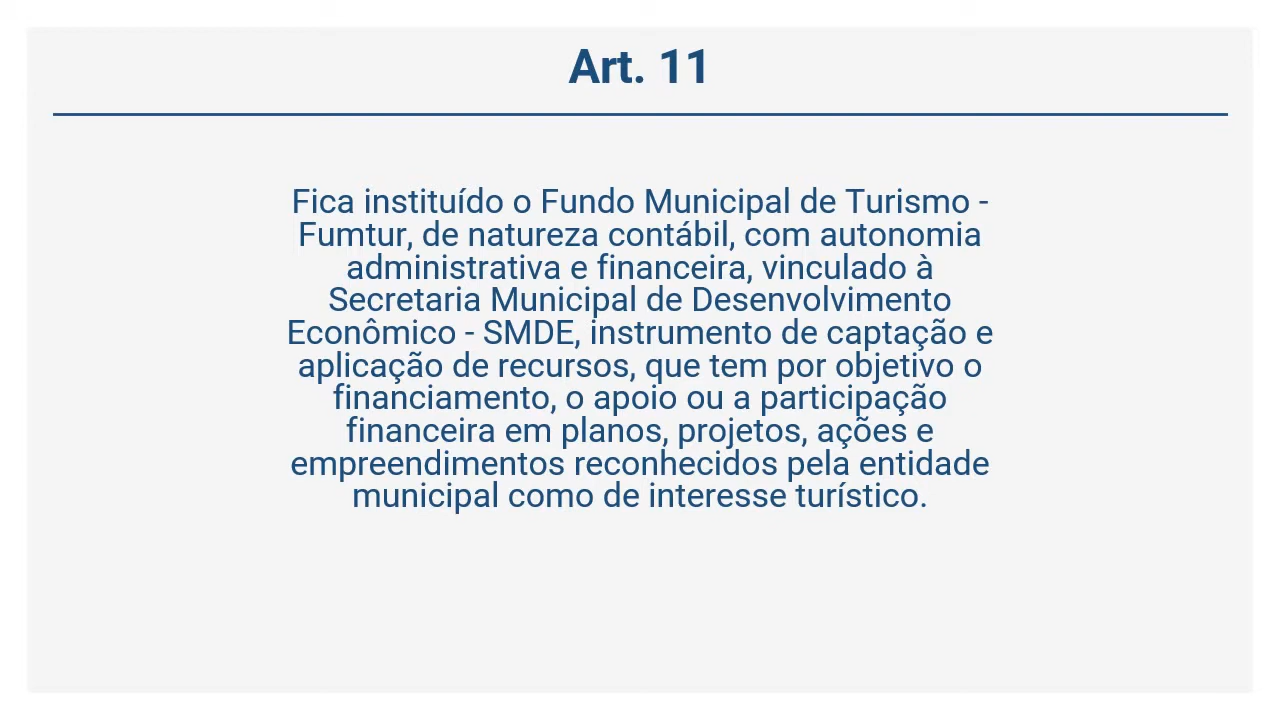 Art. 11
Fica instituído o Fundo Municipal de Turismo -
Fumtur, de natureza contábil, com autonomia
administrativa e financeira, vinculado à
Secretaria Municipal de Desenvolvimento
Econômico - SMDE, instrumento de captação e
aplicação de recursos, que tem por objetivo o
financiamento, o apoio ou a participação
financeira em planos, projetos, ações e
empreendimentos reconhecidos pela entidade
municipal como de interesse turístico.